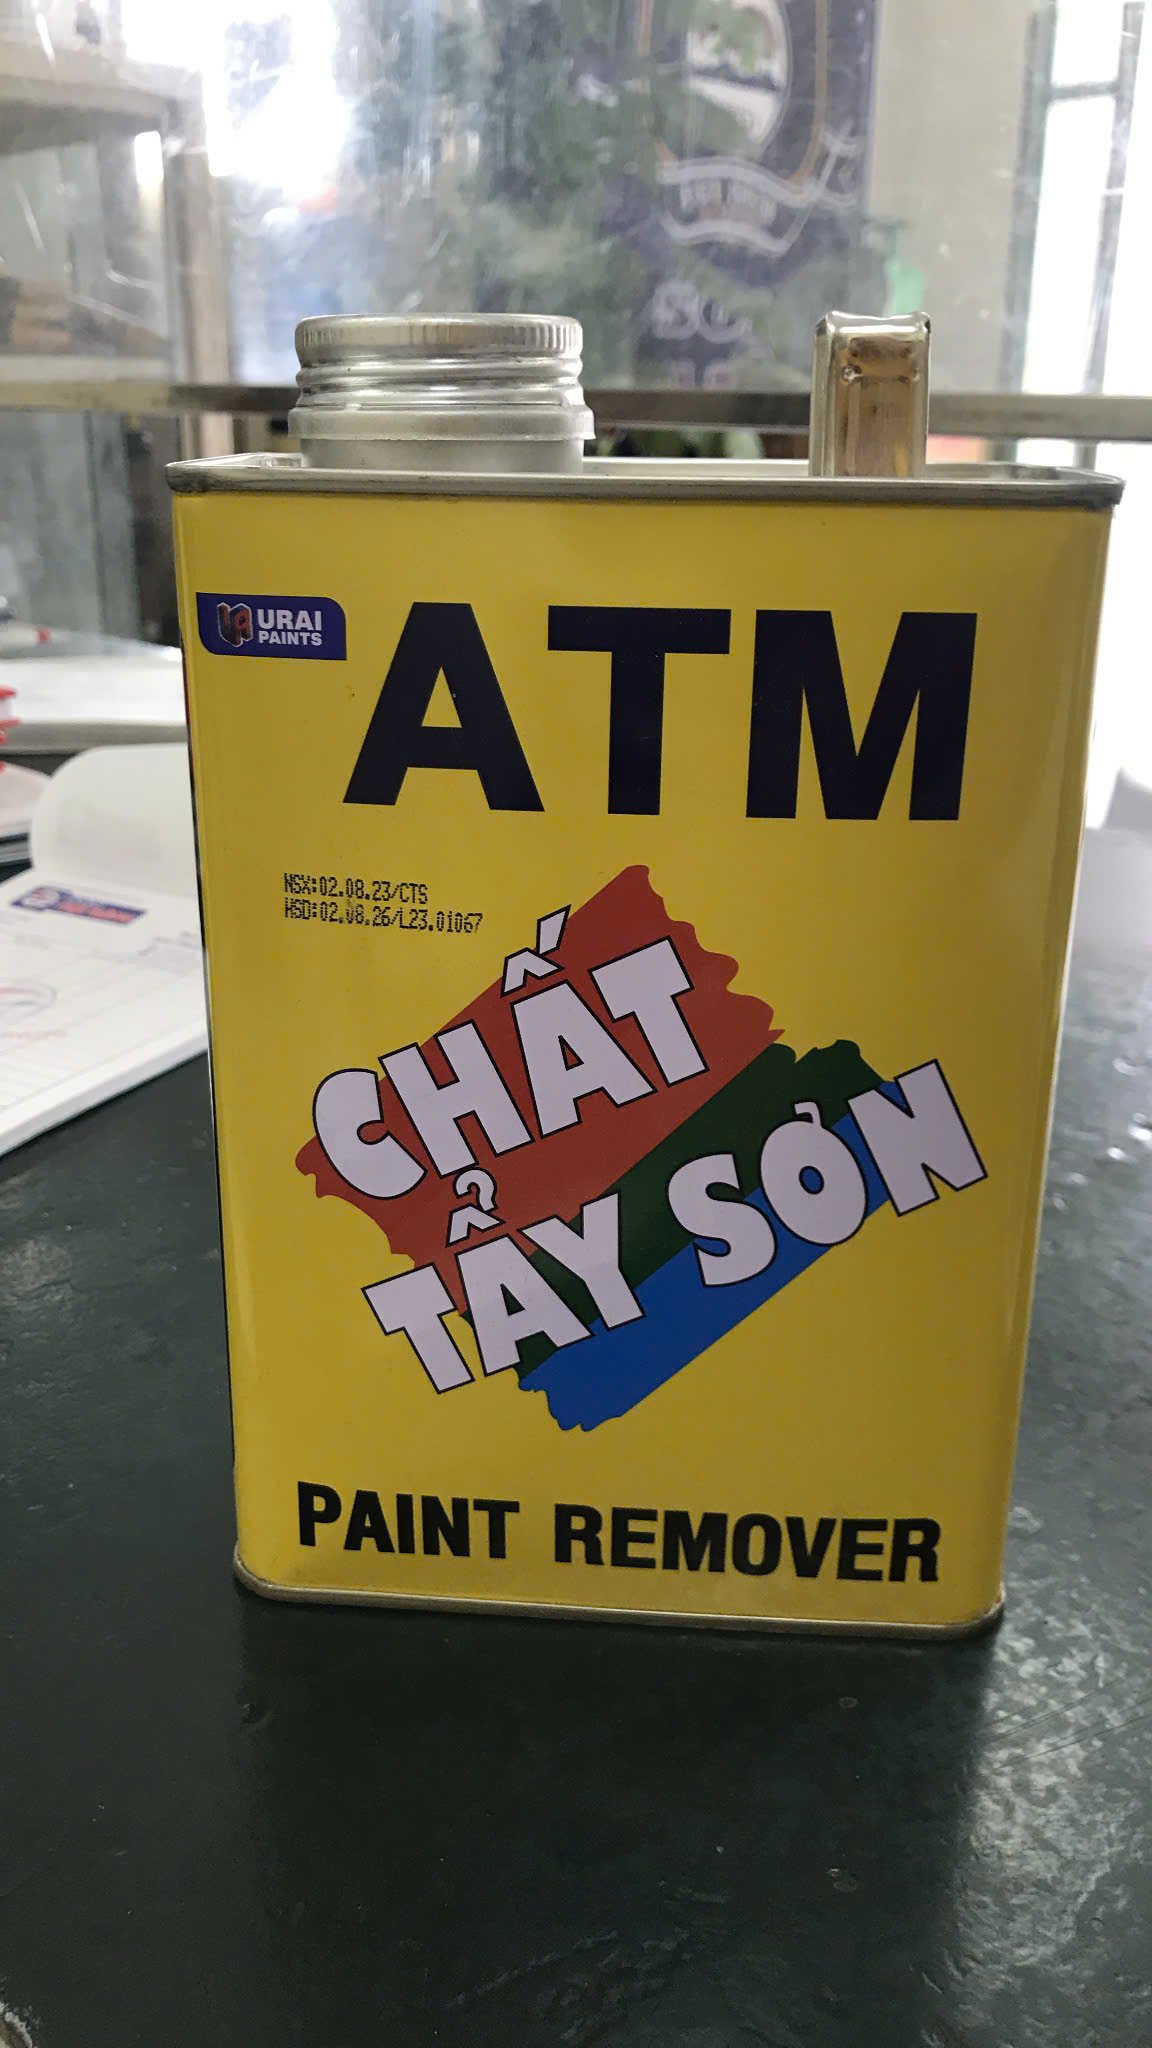 URAI
PAINTS
ATM
NSX:02.08.23/CTS
HSD:02.08.26/L23.01067
CHẤT
TẨY SƠN
PAINT REMOVER